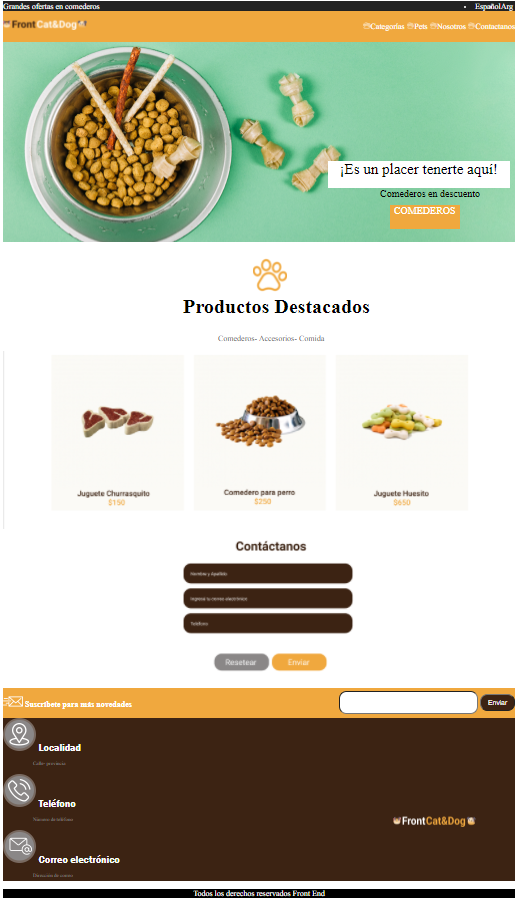 Grandes ofertas en comederos
EspañolArg
FrontCat&Dog
Categorías Pets Nosotros Contactanos
¡Es un placer tenerte aquí!
Comederos en descuento
COMEDEROS
Productos Destacados
Comederos- Accesorios- Comida
Juguete Churrasquito
$150
Comedero para perro
$250
Juguete Huesito
$650
Contáctanos
Nombre y Apellido
Ingresá tu correo electrónico
Teléfono
Resetear Enviar
Suscríbete para más novedades
Enviar
Localidad
Calle- provincia
Teléfono
Número de teléfono
FrontCat&Dog
Correo electrónico
Dirección de correo
Todos los derechos reservados Front End